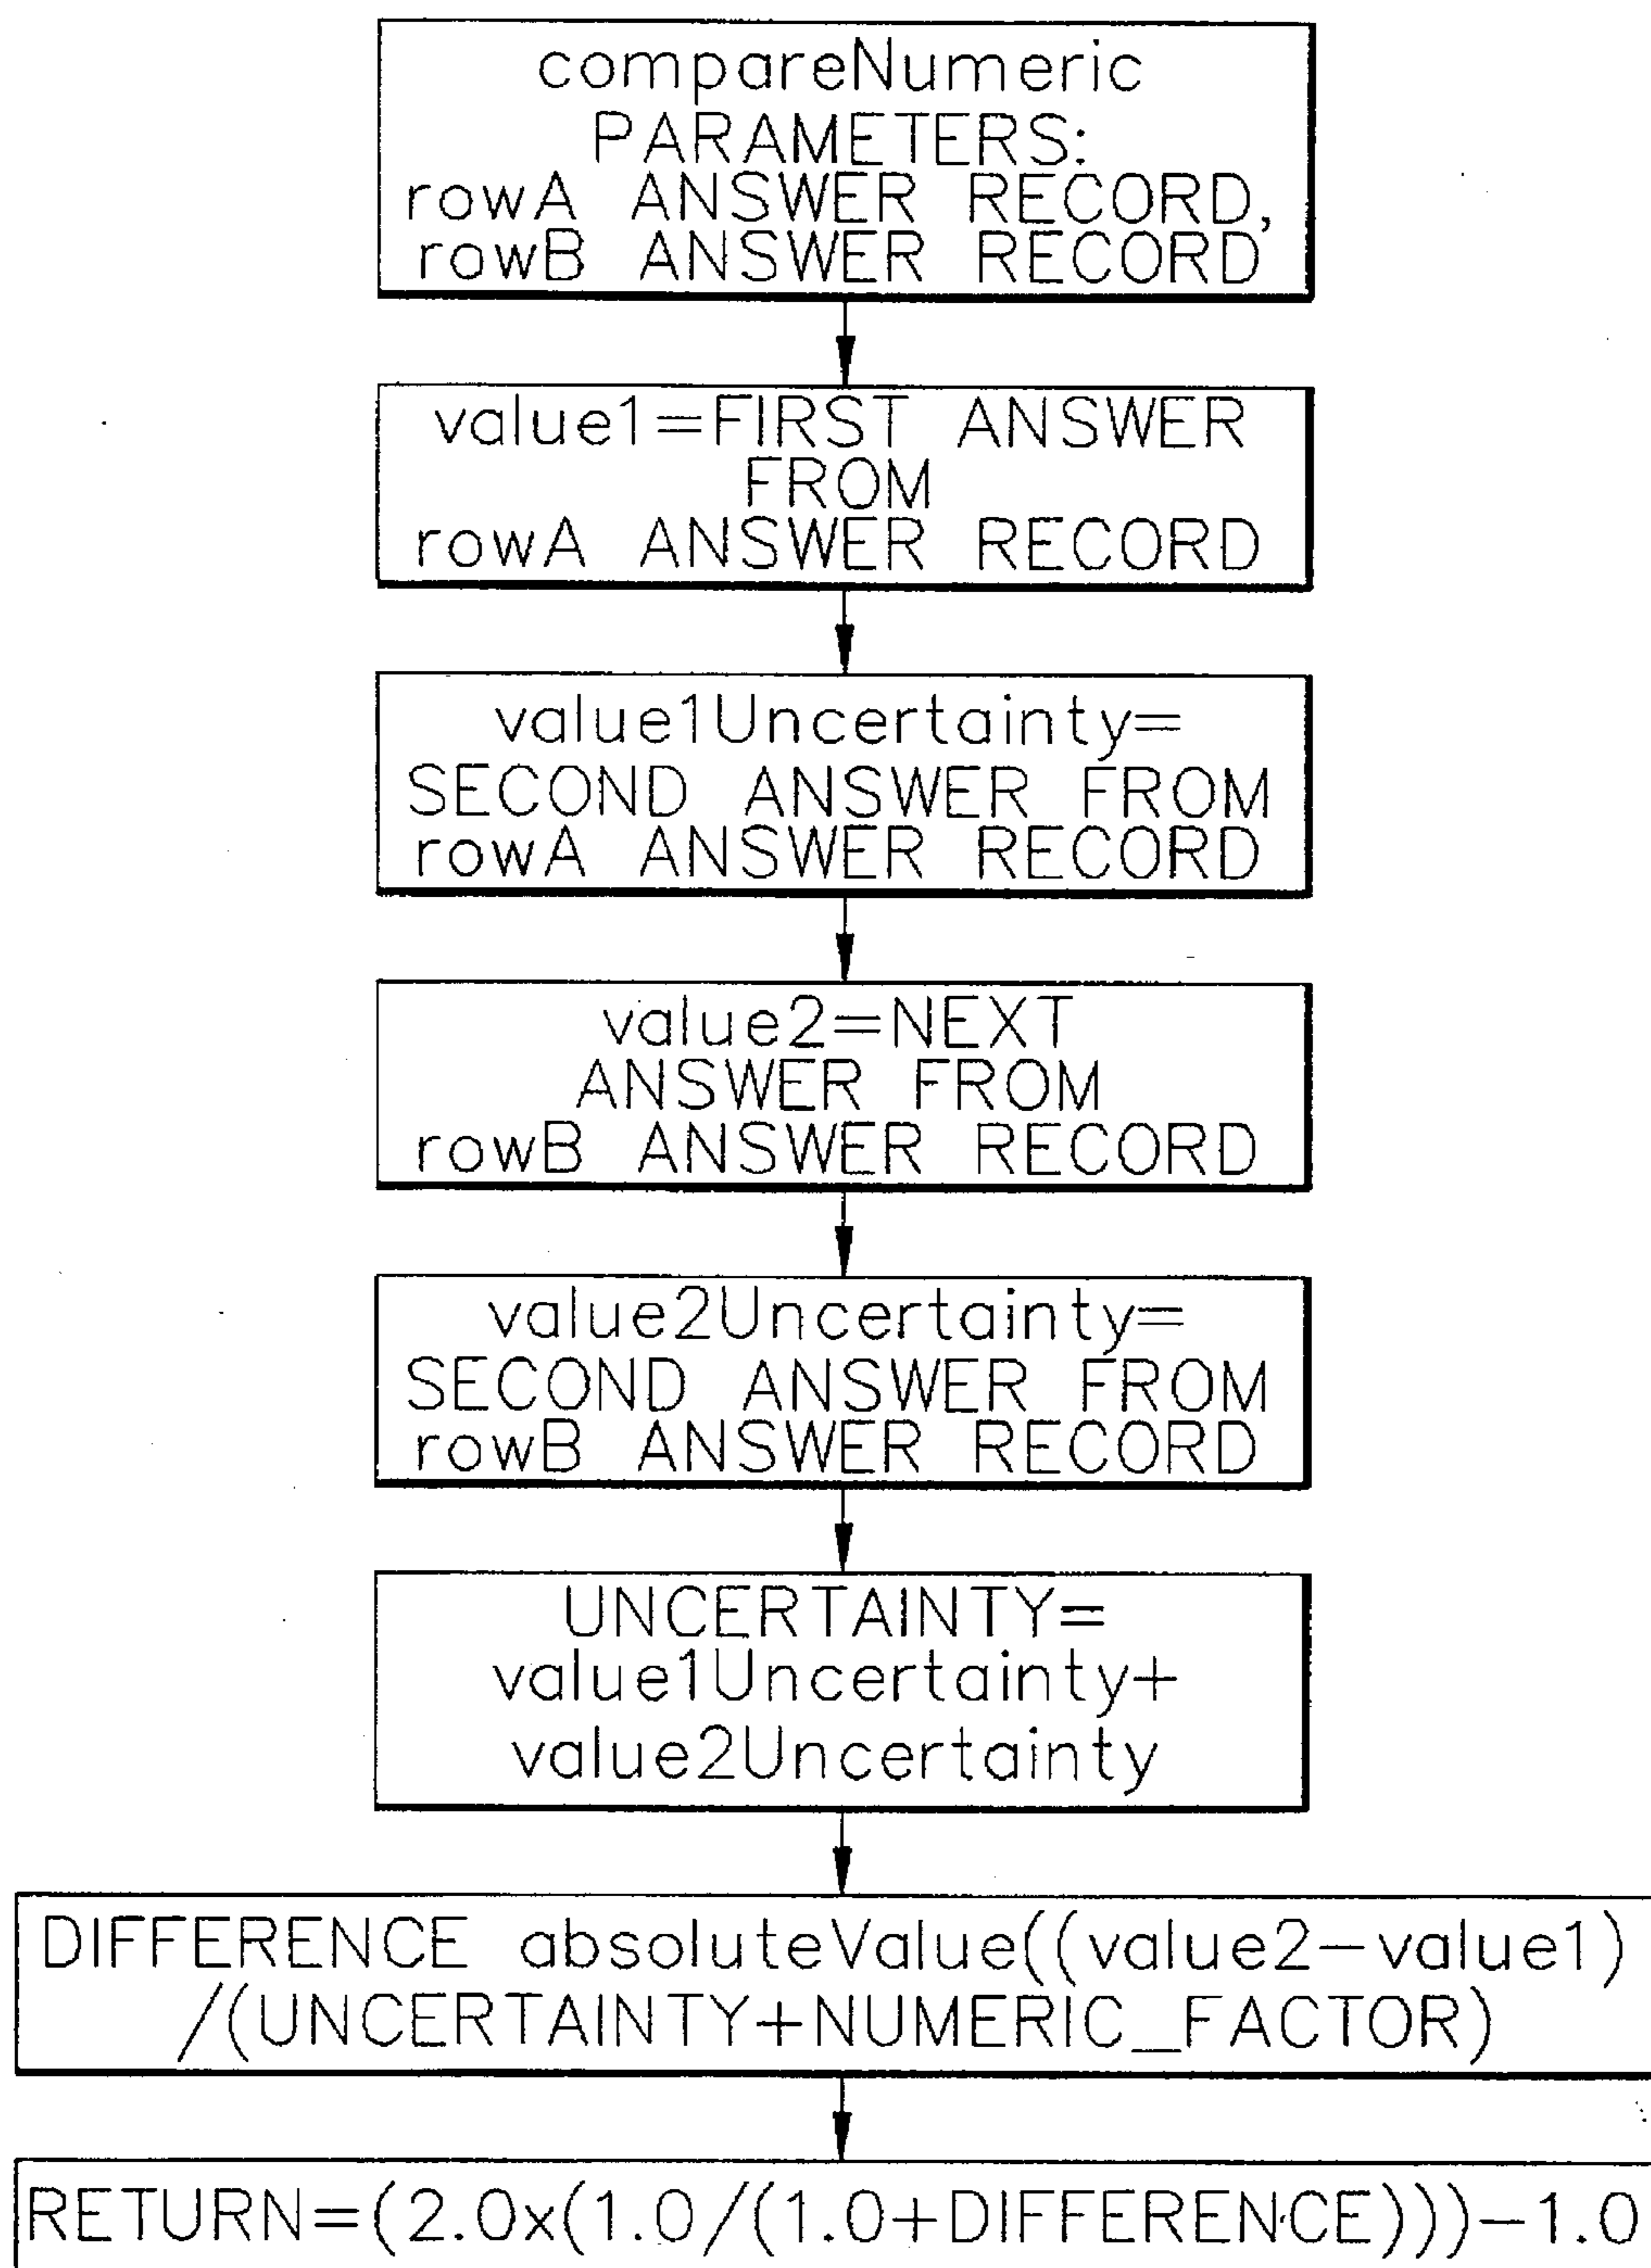 compareNumeric
PARAMETERS:
rowA ANSWER RECORD,
rowB ANSWER RECORD
value1=FIRST ANSWER
FROM
rowA ANSWER RECORD
value1Uncertainty=
SECOND ANSWER FROM
rowA ANSWER RECORD
value2=NEXT
ANSWER FROM
rowB ANSWER RECORD
value2Uncertainty=
SECOND ANSWER FROM
rowB ANSWER RECORD
UNCERTAINTY=
value1Uncertainty+
value2Uncertainty
DIFFERENCE absoluteValue((value2-value1)
/(UNCERTAINTY+NUMERIC_FACTOR)
RETURN=(2.0x(1.0/(1.0+DIFFERENCE)))-1.0